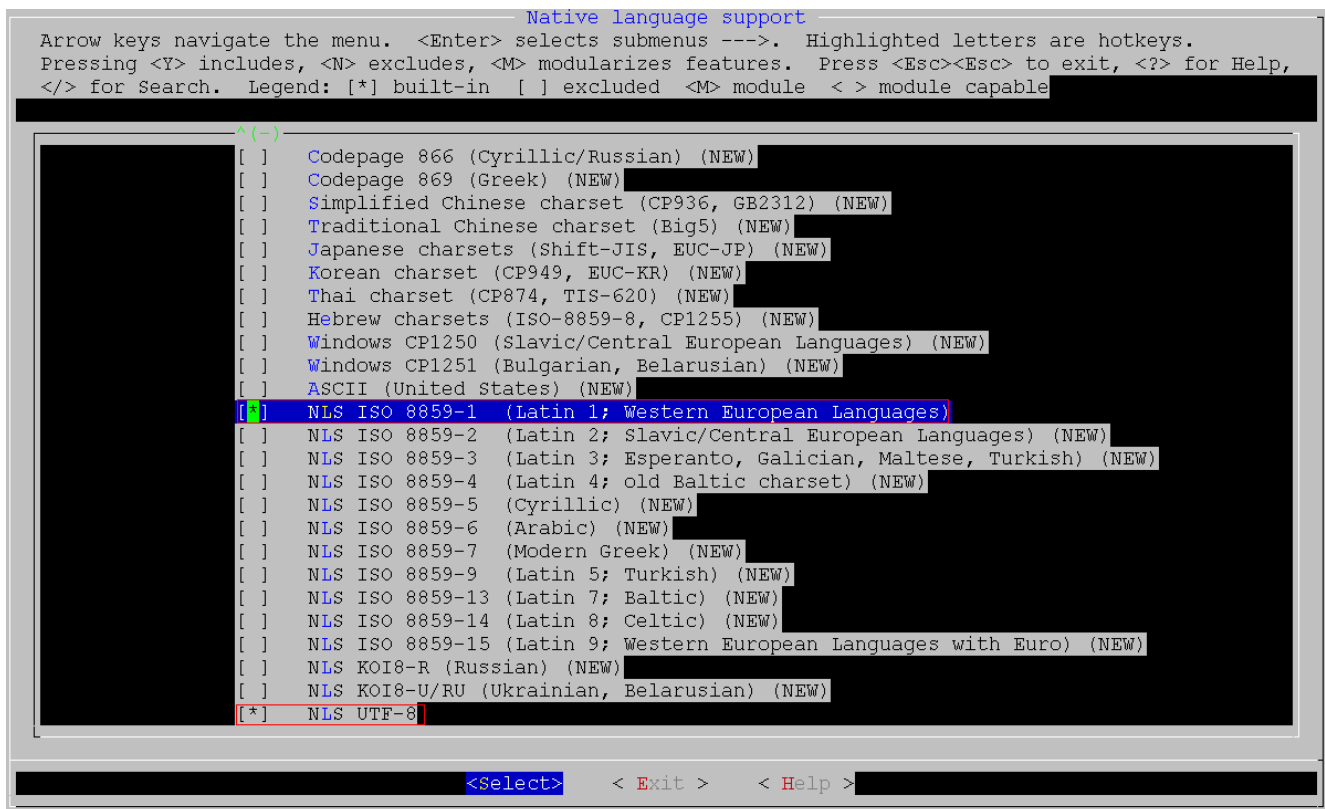 Native language support
Arrow keys navigate the menu.  <Enter> selects submenus --->.  Highlighted letters are hotkeys.
Pressing <Y> includes, <N> excludes, <M> modularizes features.  Press <Esc><Esc> to exit, <?> for Help,
</> for Search.  Legend: [*] built-in  [ ] excluded  <M> module  < > module capable
^(-)
[ ]   Codepage 866 (Cyrillic/Russian) (NEW)
[ ]   Codepage 869 (Greek) (NEW)
[ ]   Simplified Chinese charset (CP936, GB2312) (NEW)
[ ]   Traditional Chinese charset (Big5) (NEW)
[ ]   Japanese charsets (Shift-JIS, EUC-JP) (NEW)
[ ]   Korean charset (CP949, EUC-KR) (NEW)
[ ]   Thai charset (CP874, TIS-620) (NEW)
[ ]   Hebrew charsets (ISO-8859-8, CP1255) (NEW)
[ ]   Windows CP1250 (Slavic/Central European Languages) (NEW)
[ ]   Windows CP1251 (Bulgarian, Belarusian) (NEW)
[ ]   ASCII (United States) (NEW)
[*]   NLS ISO 8859-1  (Latin 1; Western European Languages)
[ ]   NLS ISO 8859-2  (Latin 2; Slavic/Central European Languages) (NEW)
[ ]   NLS ISO 8859-3  (Latin 3; Esperanto, Galician, Maltese, Turkish) (NEW)
[ ]   NLS ISO 8859-4  (Latin 4; old Baltic charset) (NEW)
[ ]   NLS ISO 8859-5  (Cyrillic) (NEW)
[ ]   NLS ISO 8859-6  (Arabic) (NEW)
[ ]   NLS ISO 8859-7  (Modern Greek) (NEW)
[ ]   NLS ISO 8859-9  (Latin 5; Turkish) (NEW)
[ ]   NLS ISO 8859-13 (Latin 7; Baltic) (NEW)
[ ]   NLS ISO 8859-14 (Latin 8; Celtic) (NEW)
[ ]   NLS ISO 8859-15 (Latin 9; Western European Languages with Euro) (NEW)
[ ]   NLS KOI8-R (Russian) (NEW)
[ ]   NLS KOI8-U/RU (Ukrainian, Belarusian) (NEW)
[*]   NLS UTF-8
<Select>    < Exit >    < Help >